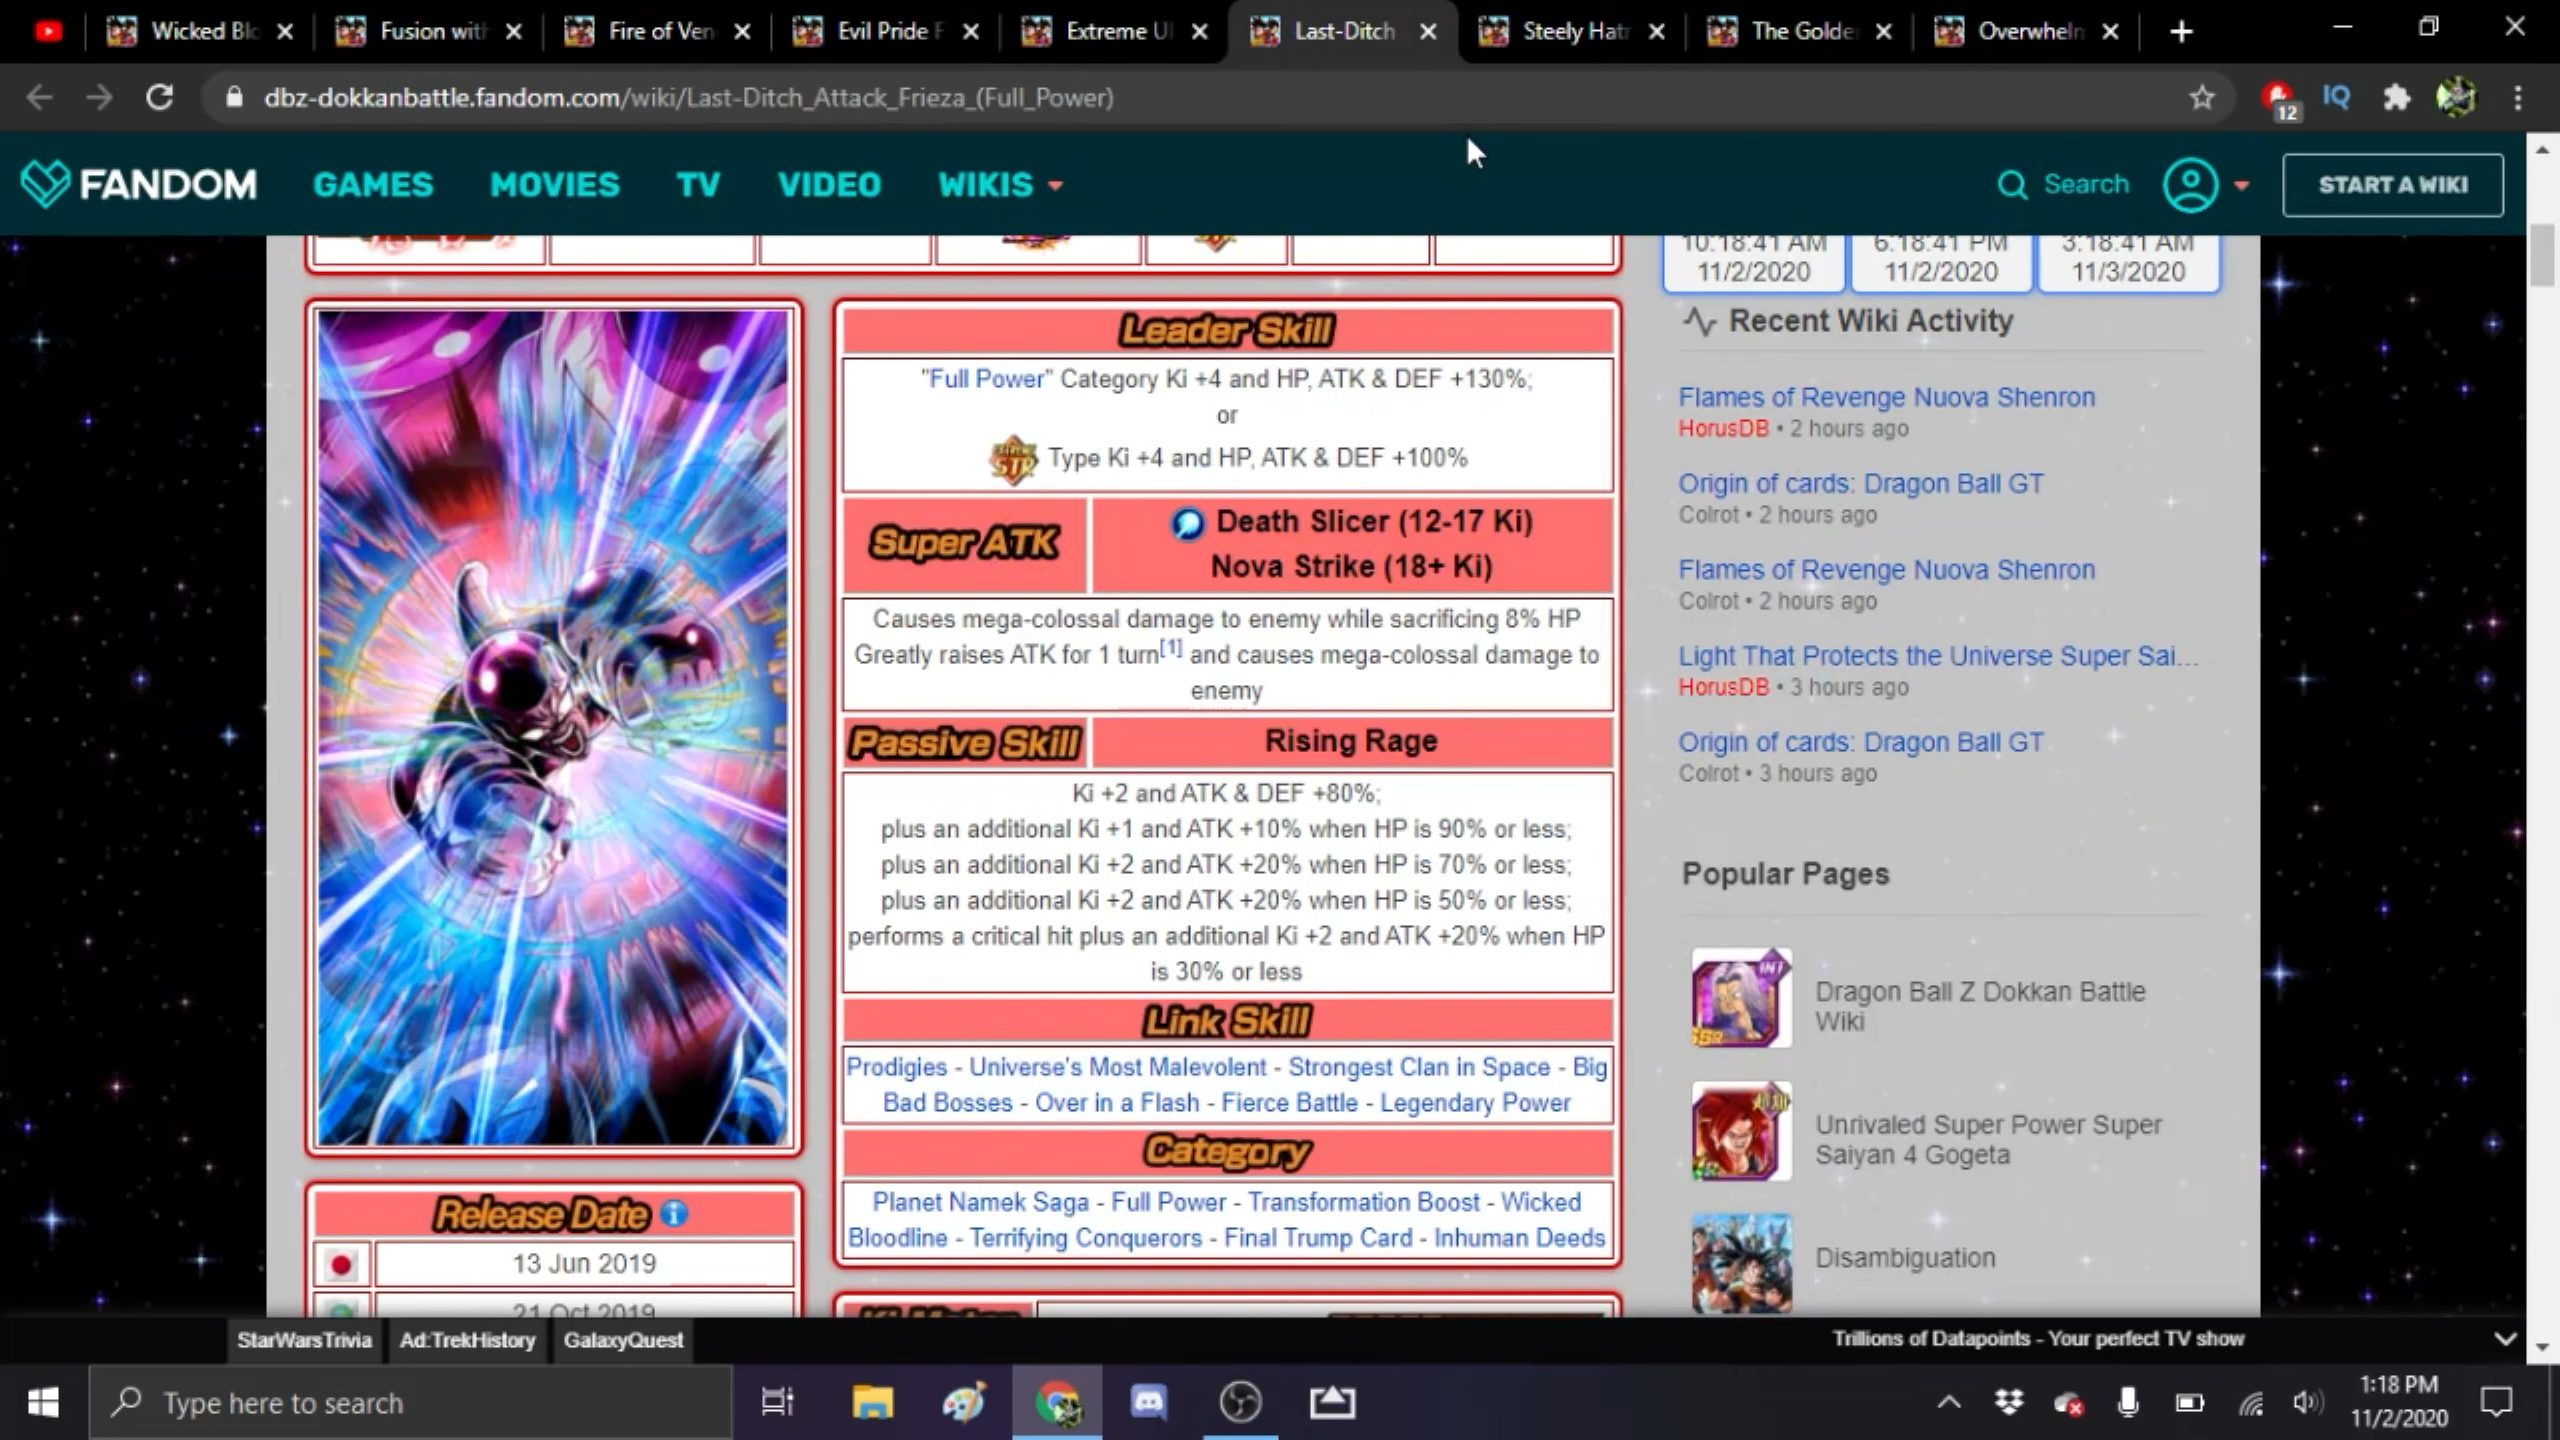 Wicked Blo
Fusion with
Fire of Ven
Evil Pride F
Extreme Ul
Last-Ditch
Steely Hatr
The Golde
Overwhelm
dbz-dokkanbattle.fandom.com/wiki/Last-Ditch_Attack_Frieza_(Full_Power)
12
IQ
FANDOM
GAMES
MOVIES
TV
VIDEO
WIKIS
Search
START A WIKI
10:18:41 AM
11/2/2020
6:18:41 PM
11/2/2020
3:18:41 AM
11/3/2020
Leader Skill
"Full Power" Category Ki +4 and HP, ATK & DEF +130%;
or
STR Type Ki +4 and HP, ATK & DEF +100%
Super ATK
Death Slicer (12-17 Ki)
Nova Strike (18+ Ki)
Causes mega-colossal damage to enemy while sacrificing 8% HP
Greatly raises ATK for 1 turn[1] and causes mega-colossal damage to
enemy
Passive Skill
Rising Rage
Ki +2 and ATK & DEF +80%;
plus an additional Ki +1 and ATK +10% when HP is 90% or less;
plus an additional Ki +2 and ATK +20% when HP is 70% or less;
plus an additional Ki +2 and ATK +20% when HP is 50% or less;
performs a critical hit plus an additional Ki +2 and ATK +20% when HP
is 30% or less
Link Skill
Prodigies - Universe's Most Malevolent - Strongest Clan in Space - Big
Bad Bosses - Over in a Flash - Fierce Battle - Legendary Power
Category
Planet Namek Saga - Full Power - Transformation Boost - Wicked
Bloodline - Terrifying Conquerors - Final Trump Card - Inhuman Deeds
Release Date
13 Jun 2019
21 Oct 2019
Ki Meter
Recent Wiki Activity
Flames of Revenge Nuova Shenron
HorusDB • 2 hours ago
Origin of cards: Dragon Ball GT
Colrot • 2 hours ago
Flames of Revenge Nuova Shenron
Colrot • 2 hours ago
Light That Protects the Universe Super Sai...
HorusDB • 3 hours ago
Origin of cards: Dragon Ball GT
Colrot • 3 hours ago
Popular Pages
INT
SSR
Dragon Ball Z Dokkan Battle
Wiki
Unrivaled Super Power Super
Saiyan 4 Gogeta
Disambiguation
StarWarsTrivia
Ad:TrekHistory
GalaxyQuest
Trillions of Datapoints - Your perfect TV show
Type here to search
1:18 PM
11/2/2020